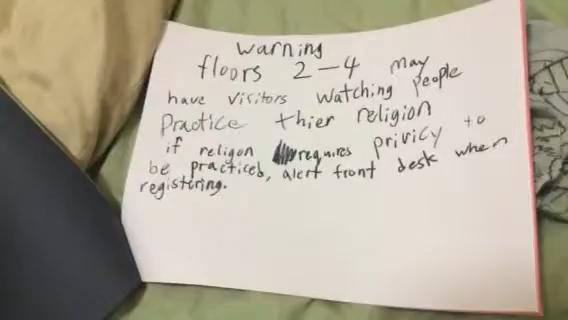 warning
floors 2-4 may
have visitors watching people
practice thier religion
if religon requires privicy to
be practiced, alert front desk when
registering.